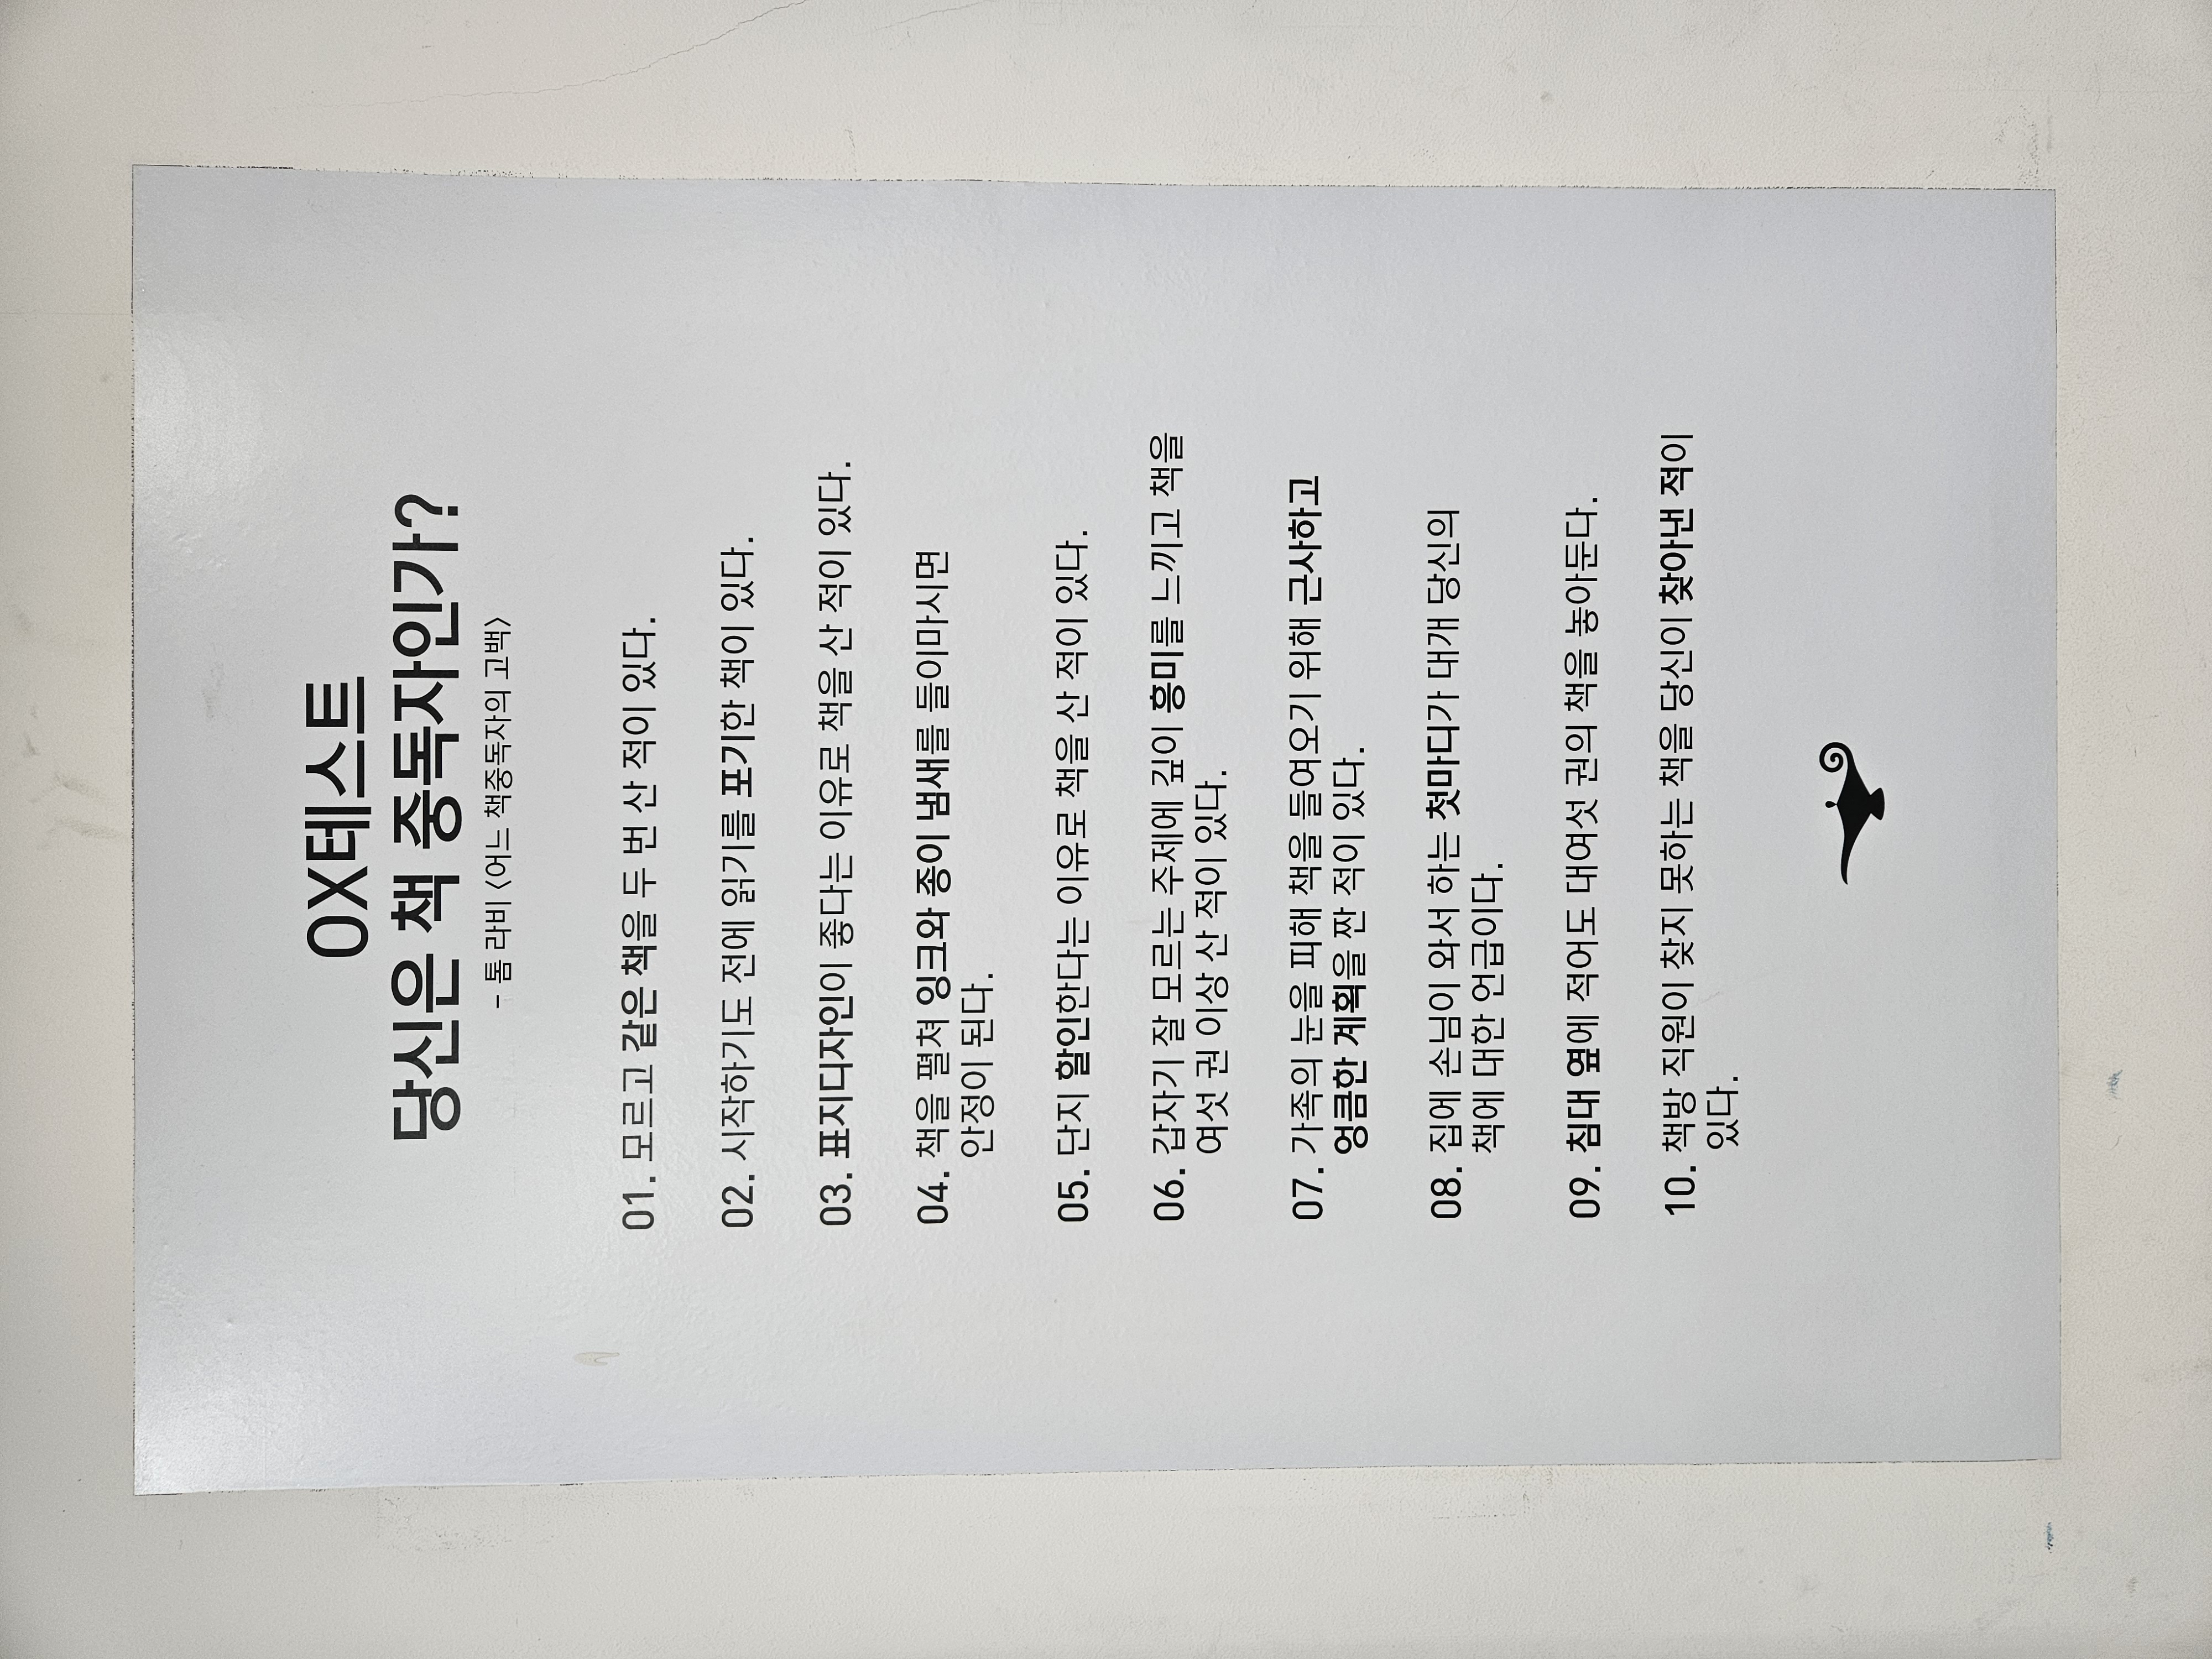 OX테스트
당신은 책 중독자인가?
- 톰 라비 〈어느 책중독자의 고백〉
01. 모르고 같은 책을 두 번 산 적이 있다.
02. 시작하기도 전에 읽기를 포기한 책이 있다.
03. 표지디자인이 좋다는 이유로 책을 산 적이 있다.
04. 책을 펼쳐 잉크와 종이 냄새를 들이마시면
안정이 된다.
05. 단지 할인한다는 이유로 책을 산 적이 있다.
06. 갑자기 잘 모르는 주제에 깊이 흥미를 느끼고 책을
여섯 권 이상 산 적이 있다.
07. 가족의 눈을 피해 책을 들여오기 위해 근사하고
엉큼한 계획을 짠 적이 있다.
08. 집에 손님이 와서 하는 첫마디가 대개 당신의
책에 대한 언급이다.
09. 침대 옆에 적어도 대여섯 권의 책을 놓아둔다.
10. 책방 직원이 찾지 못하는 책을 당신이 찾아낸 적이
있다.